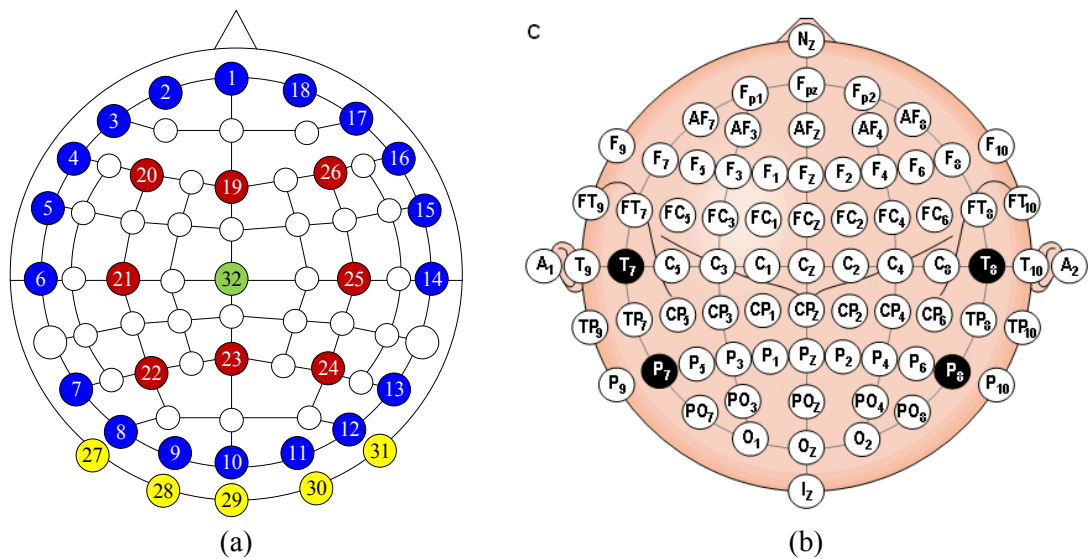 C
1
2
18
3
17
4
16
20
19
26
5
15
6
21
32
25
14
22
23
24
7
13
8
12
9
10
11
27
31
28
29
30
(a)
Nz
Fp1 Fpz Fp2
AF7 AF3 AFz AF4 AF8
F9 F7 F5 F3 F1 Fz F2 F4 F6 F8 F10
FT9 FT7 FC5 FC3 FC1 FCz FC2 FC4 FC6 FT8 FT10
A1 T9 T7 C5 C3 C1 Cz C2 C4 C8 T8 T10 A2
TP9 TP7 CP5 CP3 CP1 CPz CP2 CP4 CP6 TP8 TP10
P9 P7 P5 P3 P1 Pz P2 P4 P6 P8 P10
PO7 PO3 POz PO4 PO8
O1 Oz O2
Iz
(b)